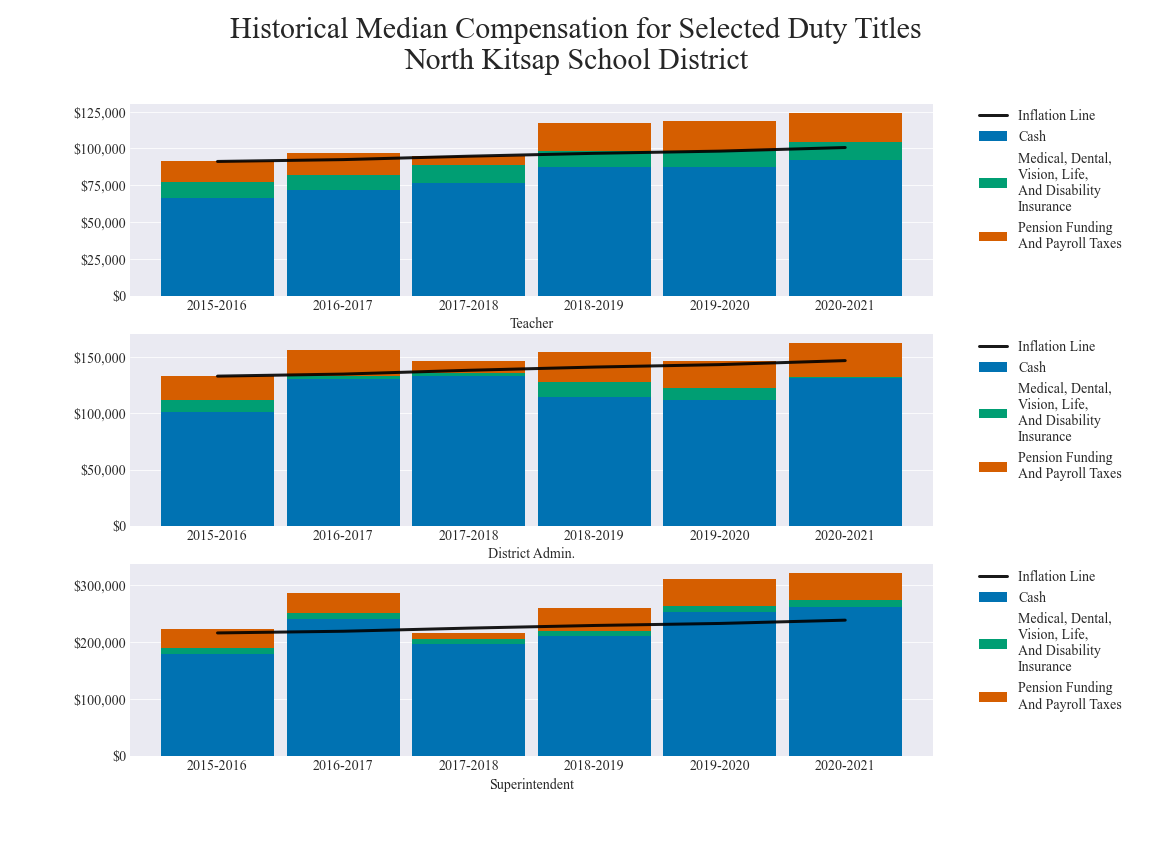 Historical Median Compensation for Selected Duty Titles
North Kitsap School District
$125,000
$100,000
$75,000
$50,000
$25,000
$0
2015-2016 2016-2017 2017-2018 2018-2019 2019-2020 2020-2021
Teacher
Inflation Line
Cash
Medical, Dental,
Vision, Life,
And Disability
Insurance
Pension Funding
And Payroll Taxes
$150,000
$100,000
$50,000
$0
2015-2016 2016-2017 2017-2018 2018-2019 2019-2020 2020-2021
District Admin.
Inflation Line
Cash
Medical, Dental,
Vision, Life,
And Disability
Insurance
Pension Funding
And Payroll Taxes
$300,000
$200,000
$100,000
$0
2015-2016 2016-2017 2017-2018 2018-2019 2019-2020 2020-2021
Superintendent
Inflation Line
Cash
Medical, Dental,
Vision, Life,
And Disability
Insurance
Pension Funding
And Payroll Taxes